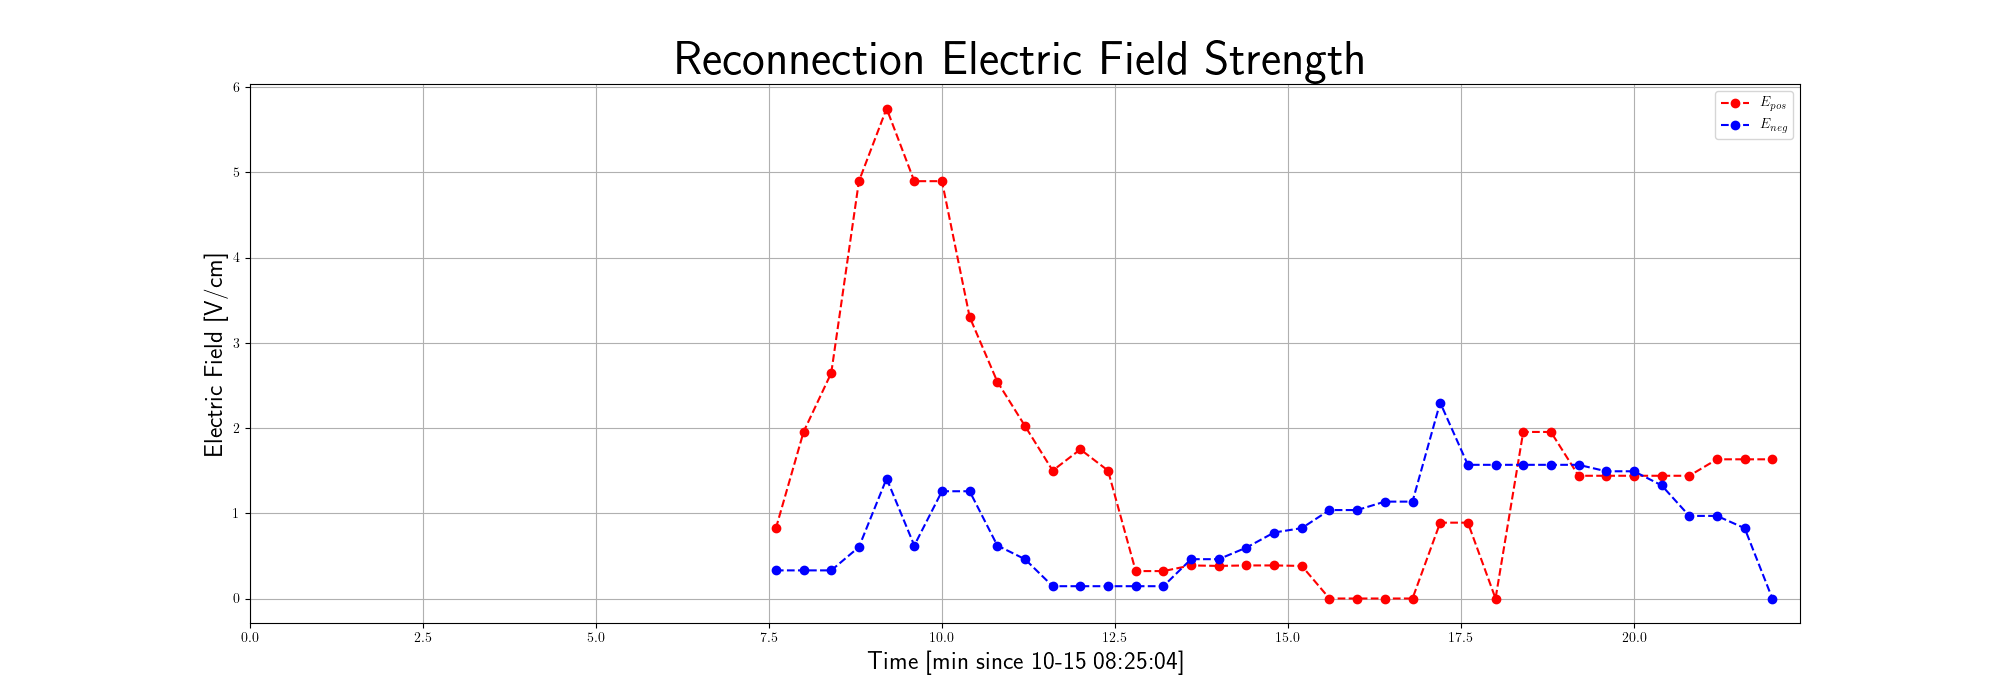 Reconnection Electric Field Strength
Electric Field [V/cm]
6
5
4
3
2
1
0
E_pos
E_neg
0.0 2.5 5.0 7.5 10.0 12.5 15.0 17.5 20.0
Time [min since 10-15 08:25:04]